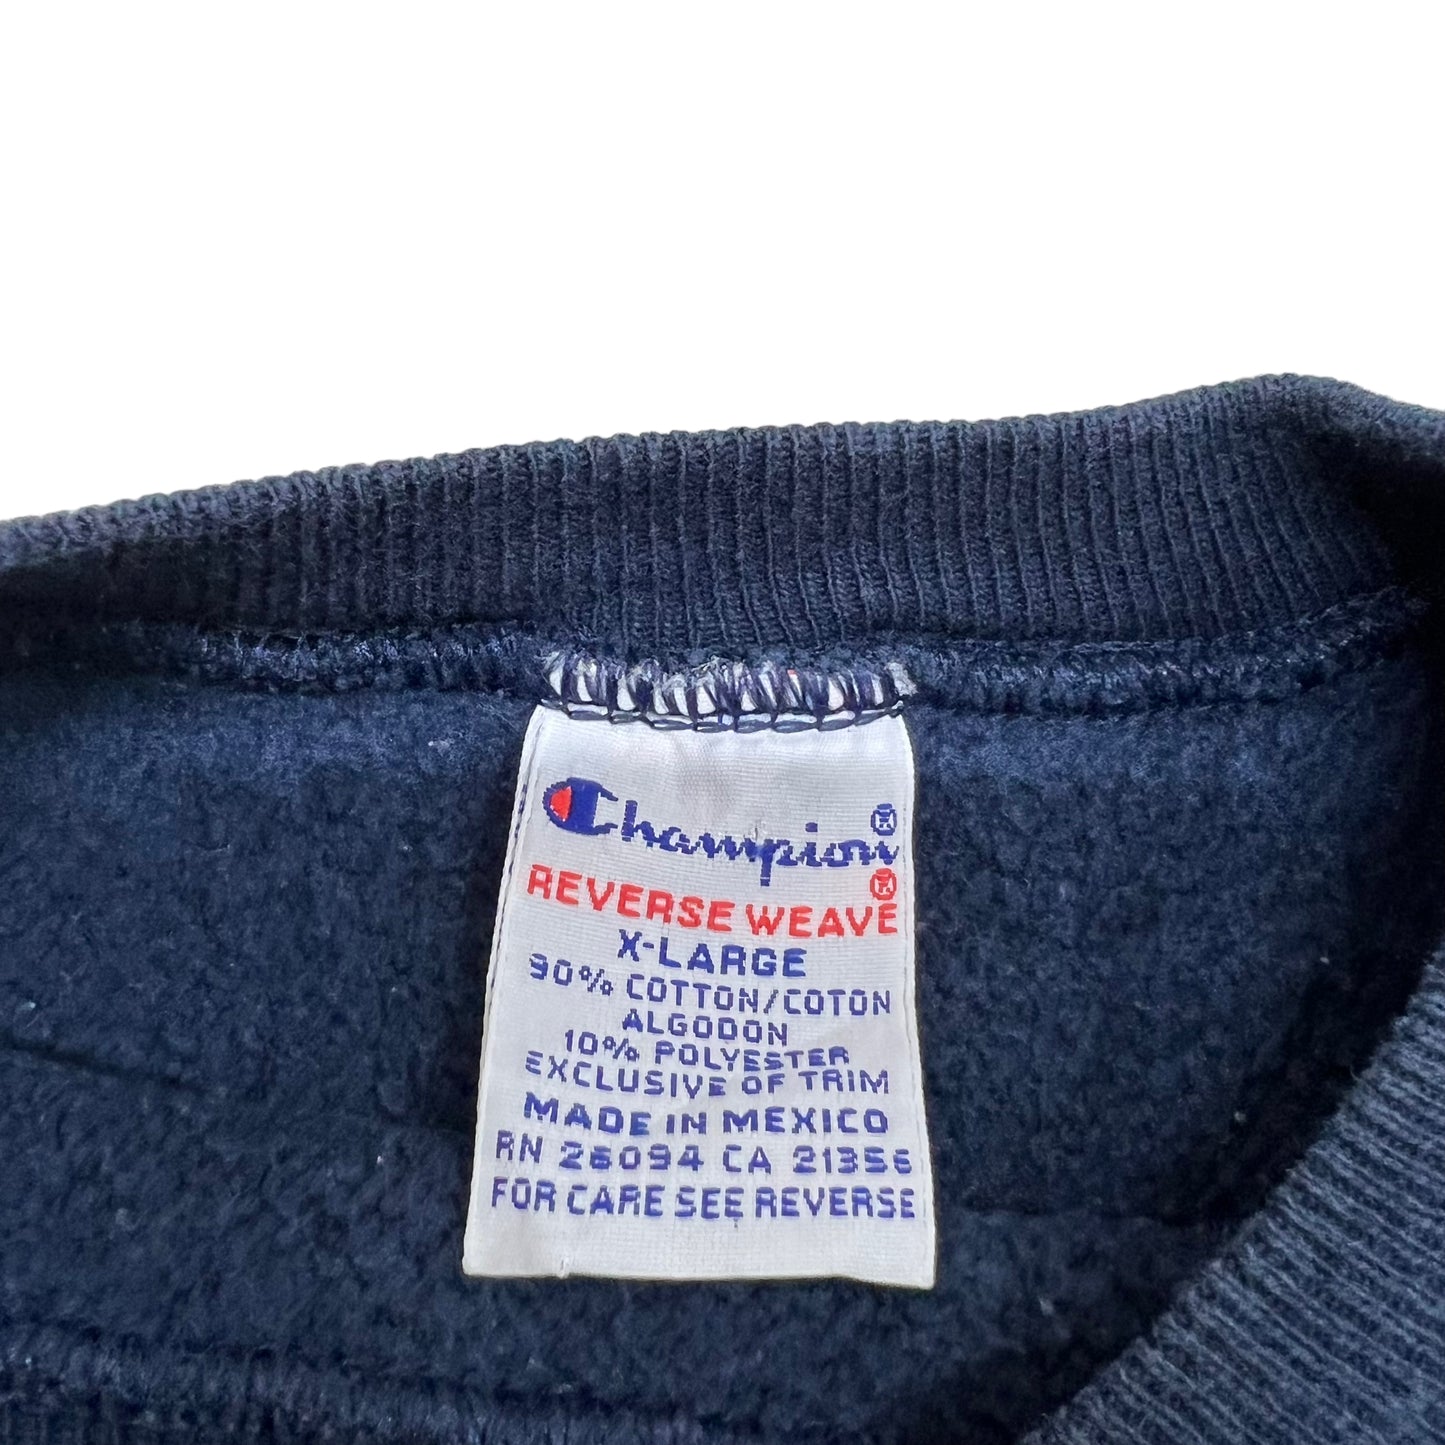 Champion®
REVERSE WEAVE®
X-LARGE
90% COTTON/COTON
ALGODON
10% POLYESTER
EXCLUSIVE OF TRIM
MADE IN MEXICO
RN 26094 CA 21356
FOR CARE SEE REVERSE